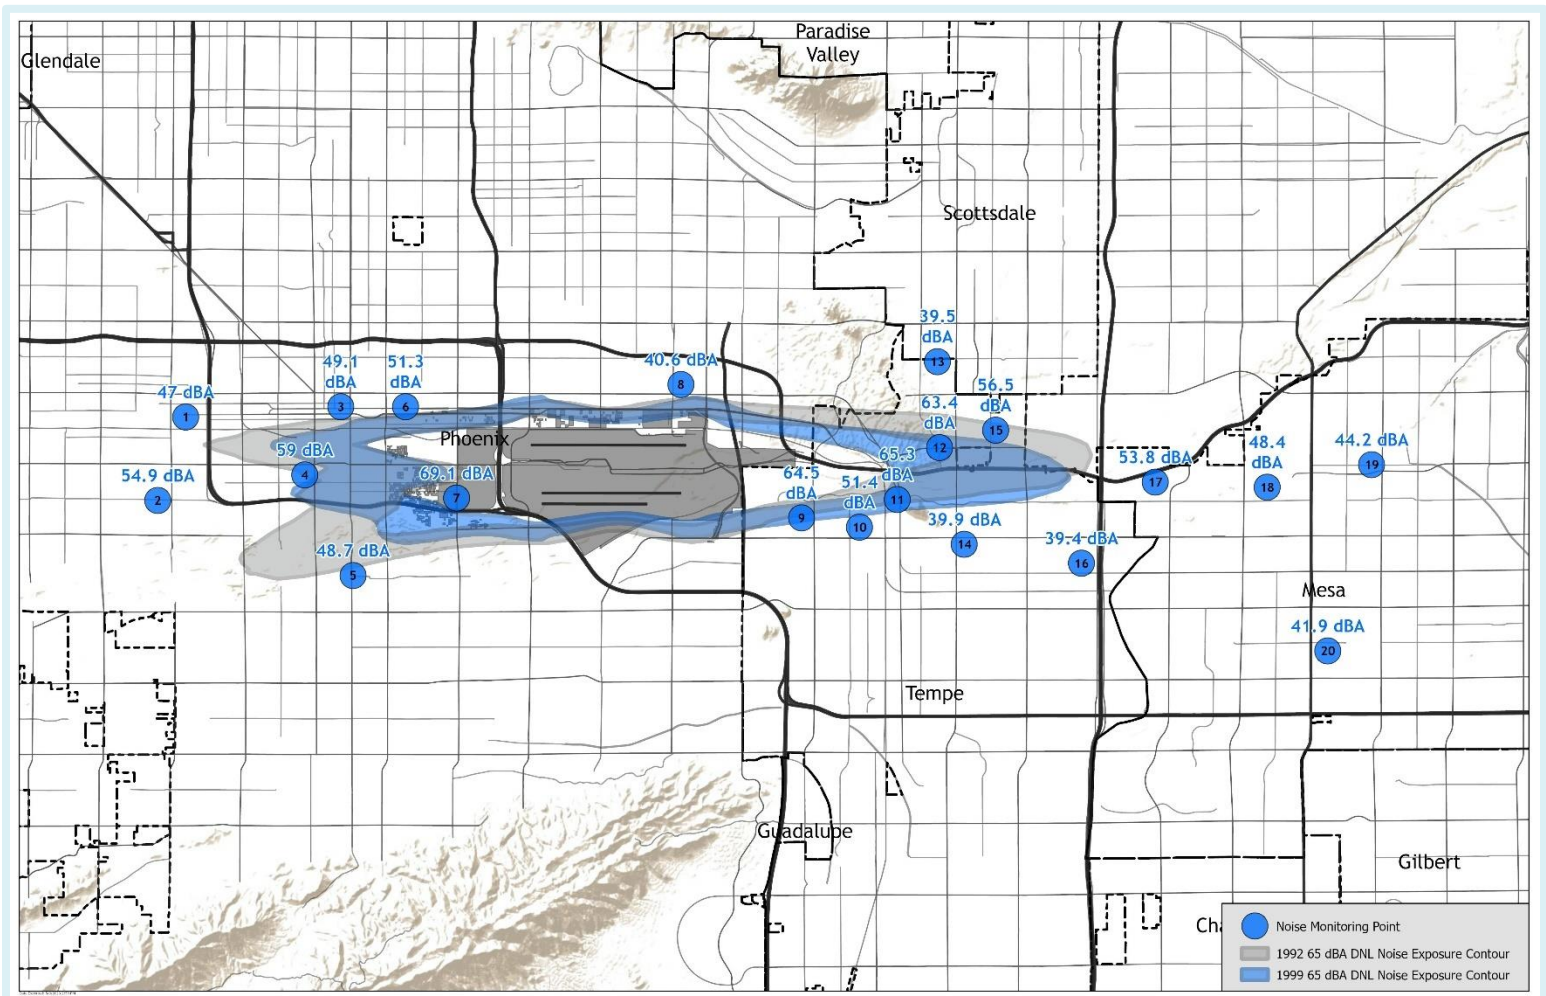 Paradise
Valley
Glendale
Scottsdale
39.5
dBA
13
49.1
dBA
3
51.3
dBA
6
40.6 dBA
8
47 dBA
1
56.5
dBA
15
63.4
dBA
12
Phoenix
59 dBA
4
54.9 dBA
2
69.1 dBA
7
65.3
dBA
11
64.5
dBA
9
51.4
dBA
10
53.8 dBA
17
48.4
dBA
18
44.2 dBA
19
39.9 dBA
14
39.4 dBA
16
48.7 dBA
5
Mesa
41.9 dBA
20
Tempe
Guadalupe
Gilbert
Cha
Noise Monitoring Point
1992 65 dBA DNL Noise Exposure Contour
1999 65 dBA DNL Noise Exposure Contour